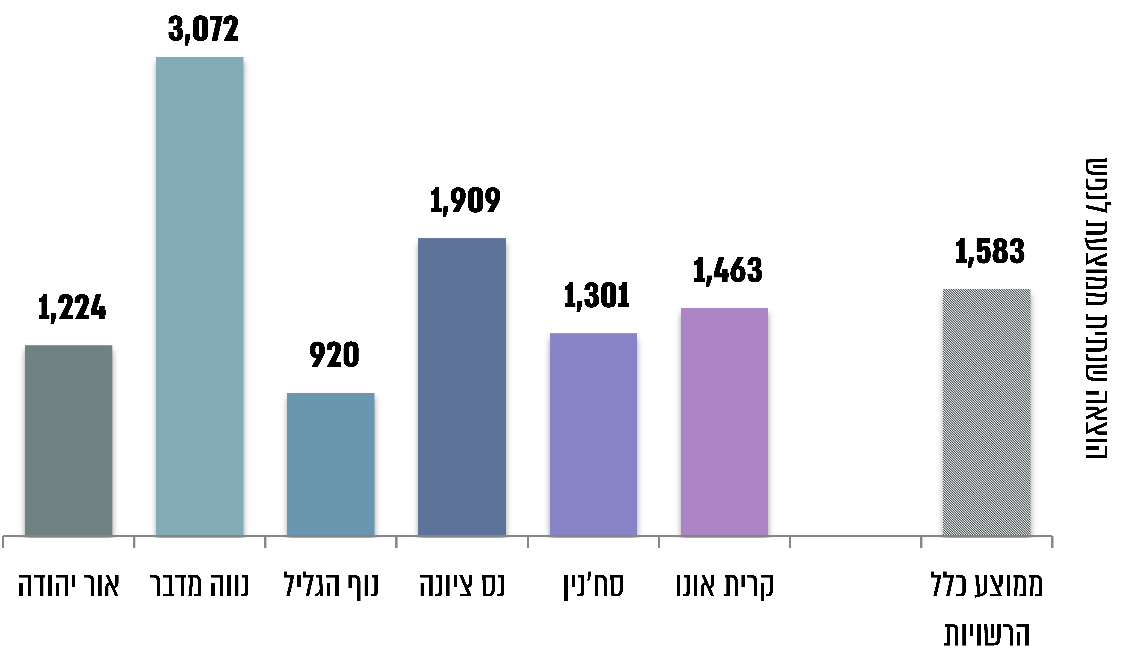 3,072
1,909
1,583
1,463
1,301
1,224
920
הוצאה שנתית ממוצעת לנפש
אור יהודה
נווה מדבר
נוף הגליל
נס ציונה
סח'נין
קרית אונו
ממוצע כלל
הרשויות